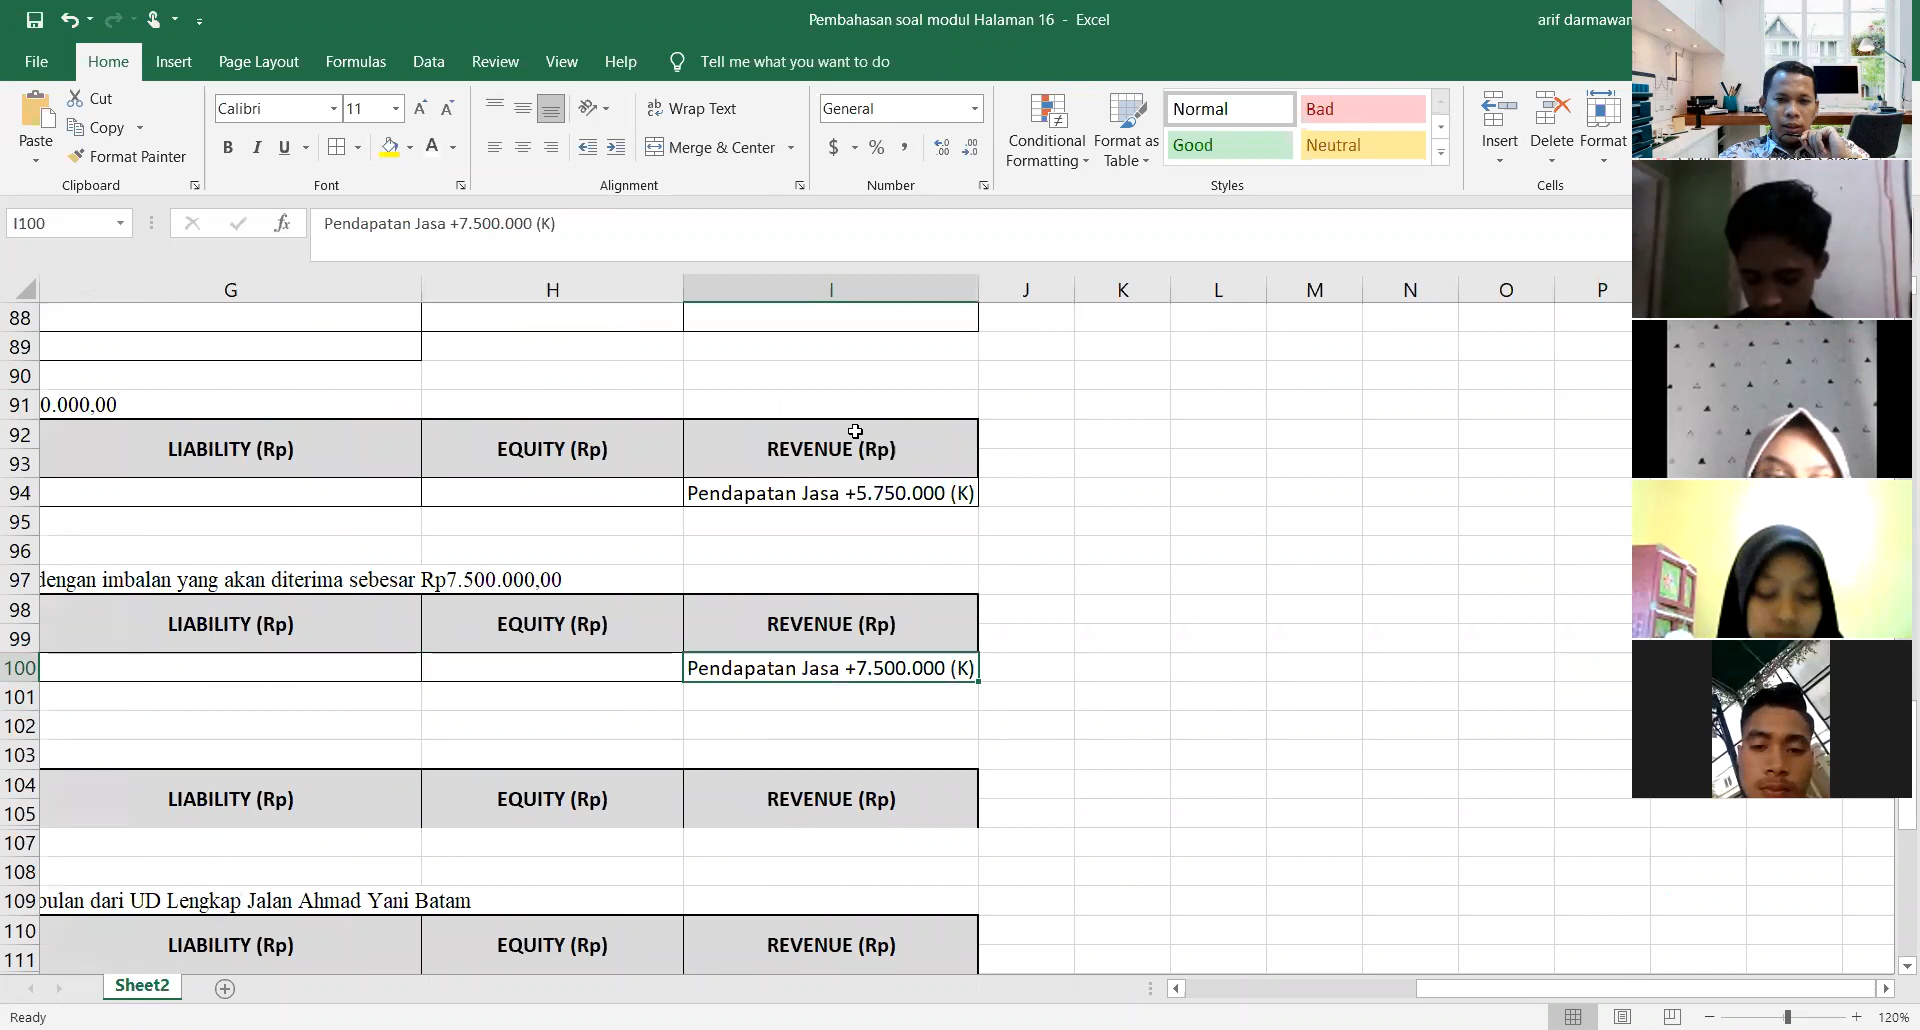 Pembahasan soal modul Halaman 16 - Excel
arif darmawan
File Home Insert Page Layout Formulas Data Review View Help Tell me what you want to do
Paste
Cut
Copy
Format Painter
Clipboard
Calibri 11
B I U
Font
Wrap Text
Merge & Center
Alignment
General
$ % ,
Number
Conditional Formatting
Format as Table
Normal Bad
Good Neutral
Styles
Insert Delete Format
Cells
I100 fx Pendapatan Jasa +7.500.000 (K)
G H I J K L M N O P
88
89
90
91 0.000,00
92
LIABILITY (Rp) EQUITY (Rp) REVENUE (Rp)
93
94 Pendapatan Jasa +5.750.000 (K)
95
96
97 dengan imbalan yang akan diterima sebesar Rp7.500.000,00
98
LIABILITY (Rp) EQUITY (Rp) REVENUE (Rp)
99
100 Pendapatan Jasa +7.500.000 (K)
101
102
103
104
LIABILITY (Rp) EQUITY (Rp) REVENUE (Rp)
105
107
108
109 bulan dari UD Lengkap Jalan Ahmad Yani Batam
110
LIABILITY (Rp) EQUITY (Rp) REVENUE (Rp)
111
Sheet2
Ready 120%